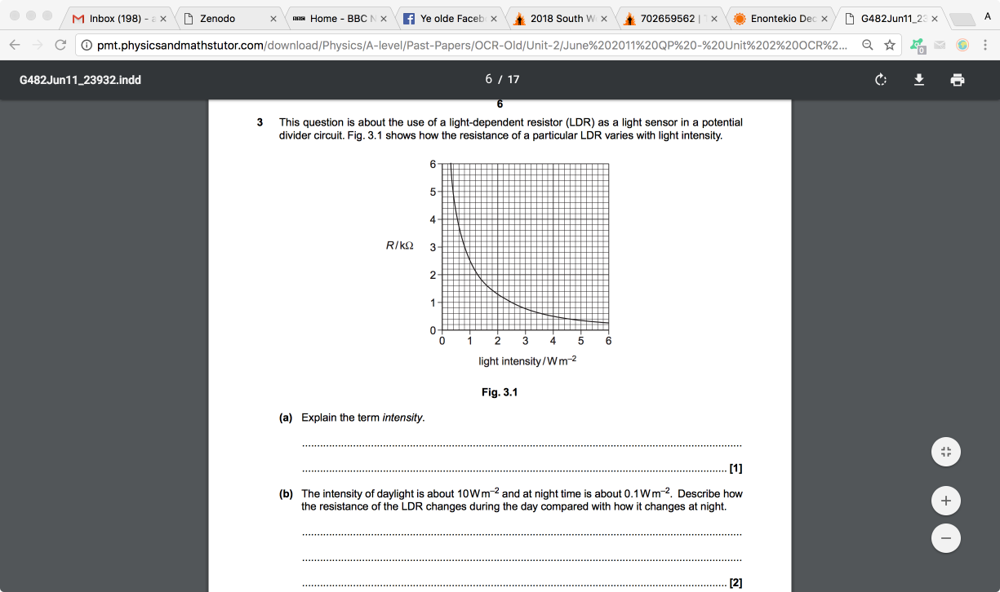 Inbox (198) - a
Zenodo
BBC Home - BBC N
Ye olde Faceb
2018 South W
702659562 | T
Enontekio Dec
G482Jun11_23
A
pmt.physicsandmathstutor.com/download/Physics/A-level/Past-Papers/OCR-Old/Unit-2/June%202011%20QP%20-%20Unit%202%20OCR%2...
0
G482Jun11_23932.indd
6 / 17
6
3 This question is about the use of a light-dependent resistor (LDR) as a light sensor in a potential
divider circuit. Fig. 3.1 shows how the resistance of a particular LDR varies with light intensity.
6
5
4
R/kΩ 3
2
1
0
0 1 2 3 4 5 6
light intensity/W m⁻²
Fig. 3.1
(a) Explain the term intensity.
..........................................................................................................................................
..................................................................................................................................... [1]
(b) The intensity of daylight is about 10 W m⁻² and at night time is about 0.1 W m⁻². Describe how
the resistance of the LDR changes during the day compared with how it changes at night.
..........................................................................................................................................
..........................................................................................................................................
..................................................................................................................................... [2]